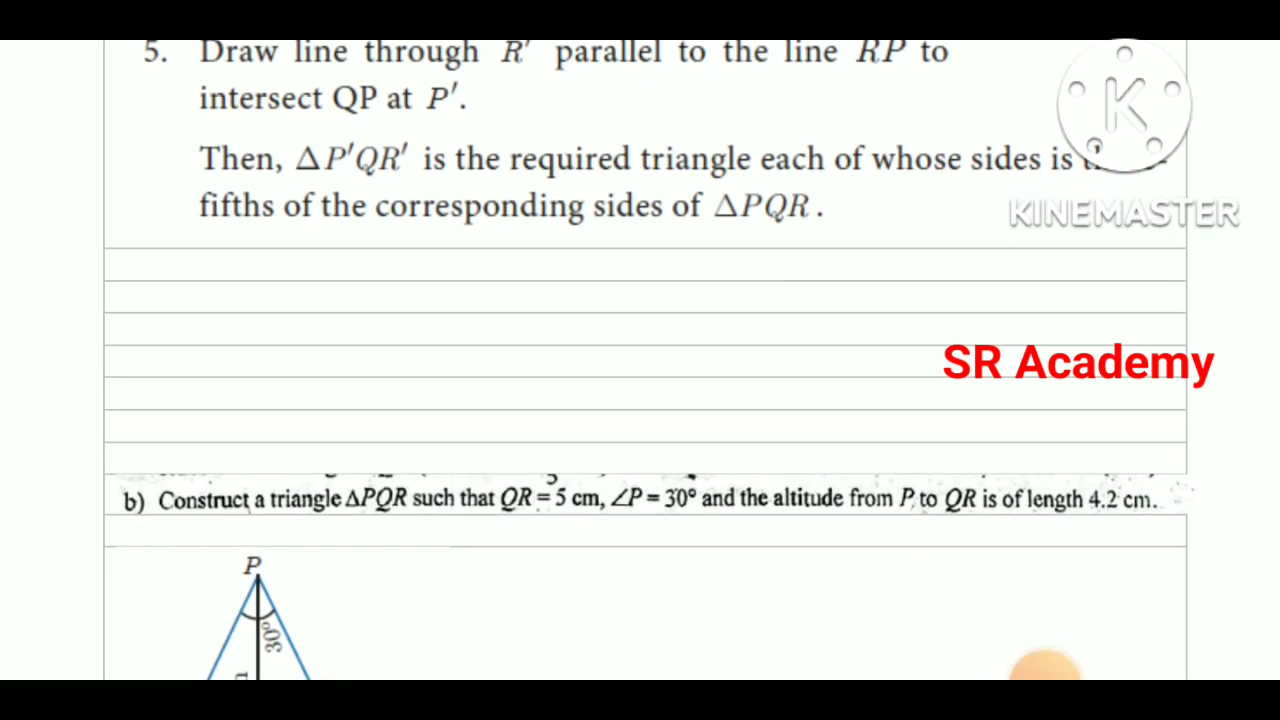 5. Draw line through R′ parallel to the line RP to
intersect QP at P′.
Then, ΔP′QR′ is the required triangle each of whose sides is
fifths of the corresponding sides of ΔPQR.
K
KINEMASTER
SR Academy
b) Construct a triangle ΔPQR such that QR = 5 cm, ∠P = 30° and the altitude from P to QR is of length 4.2 cm.
P
30°